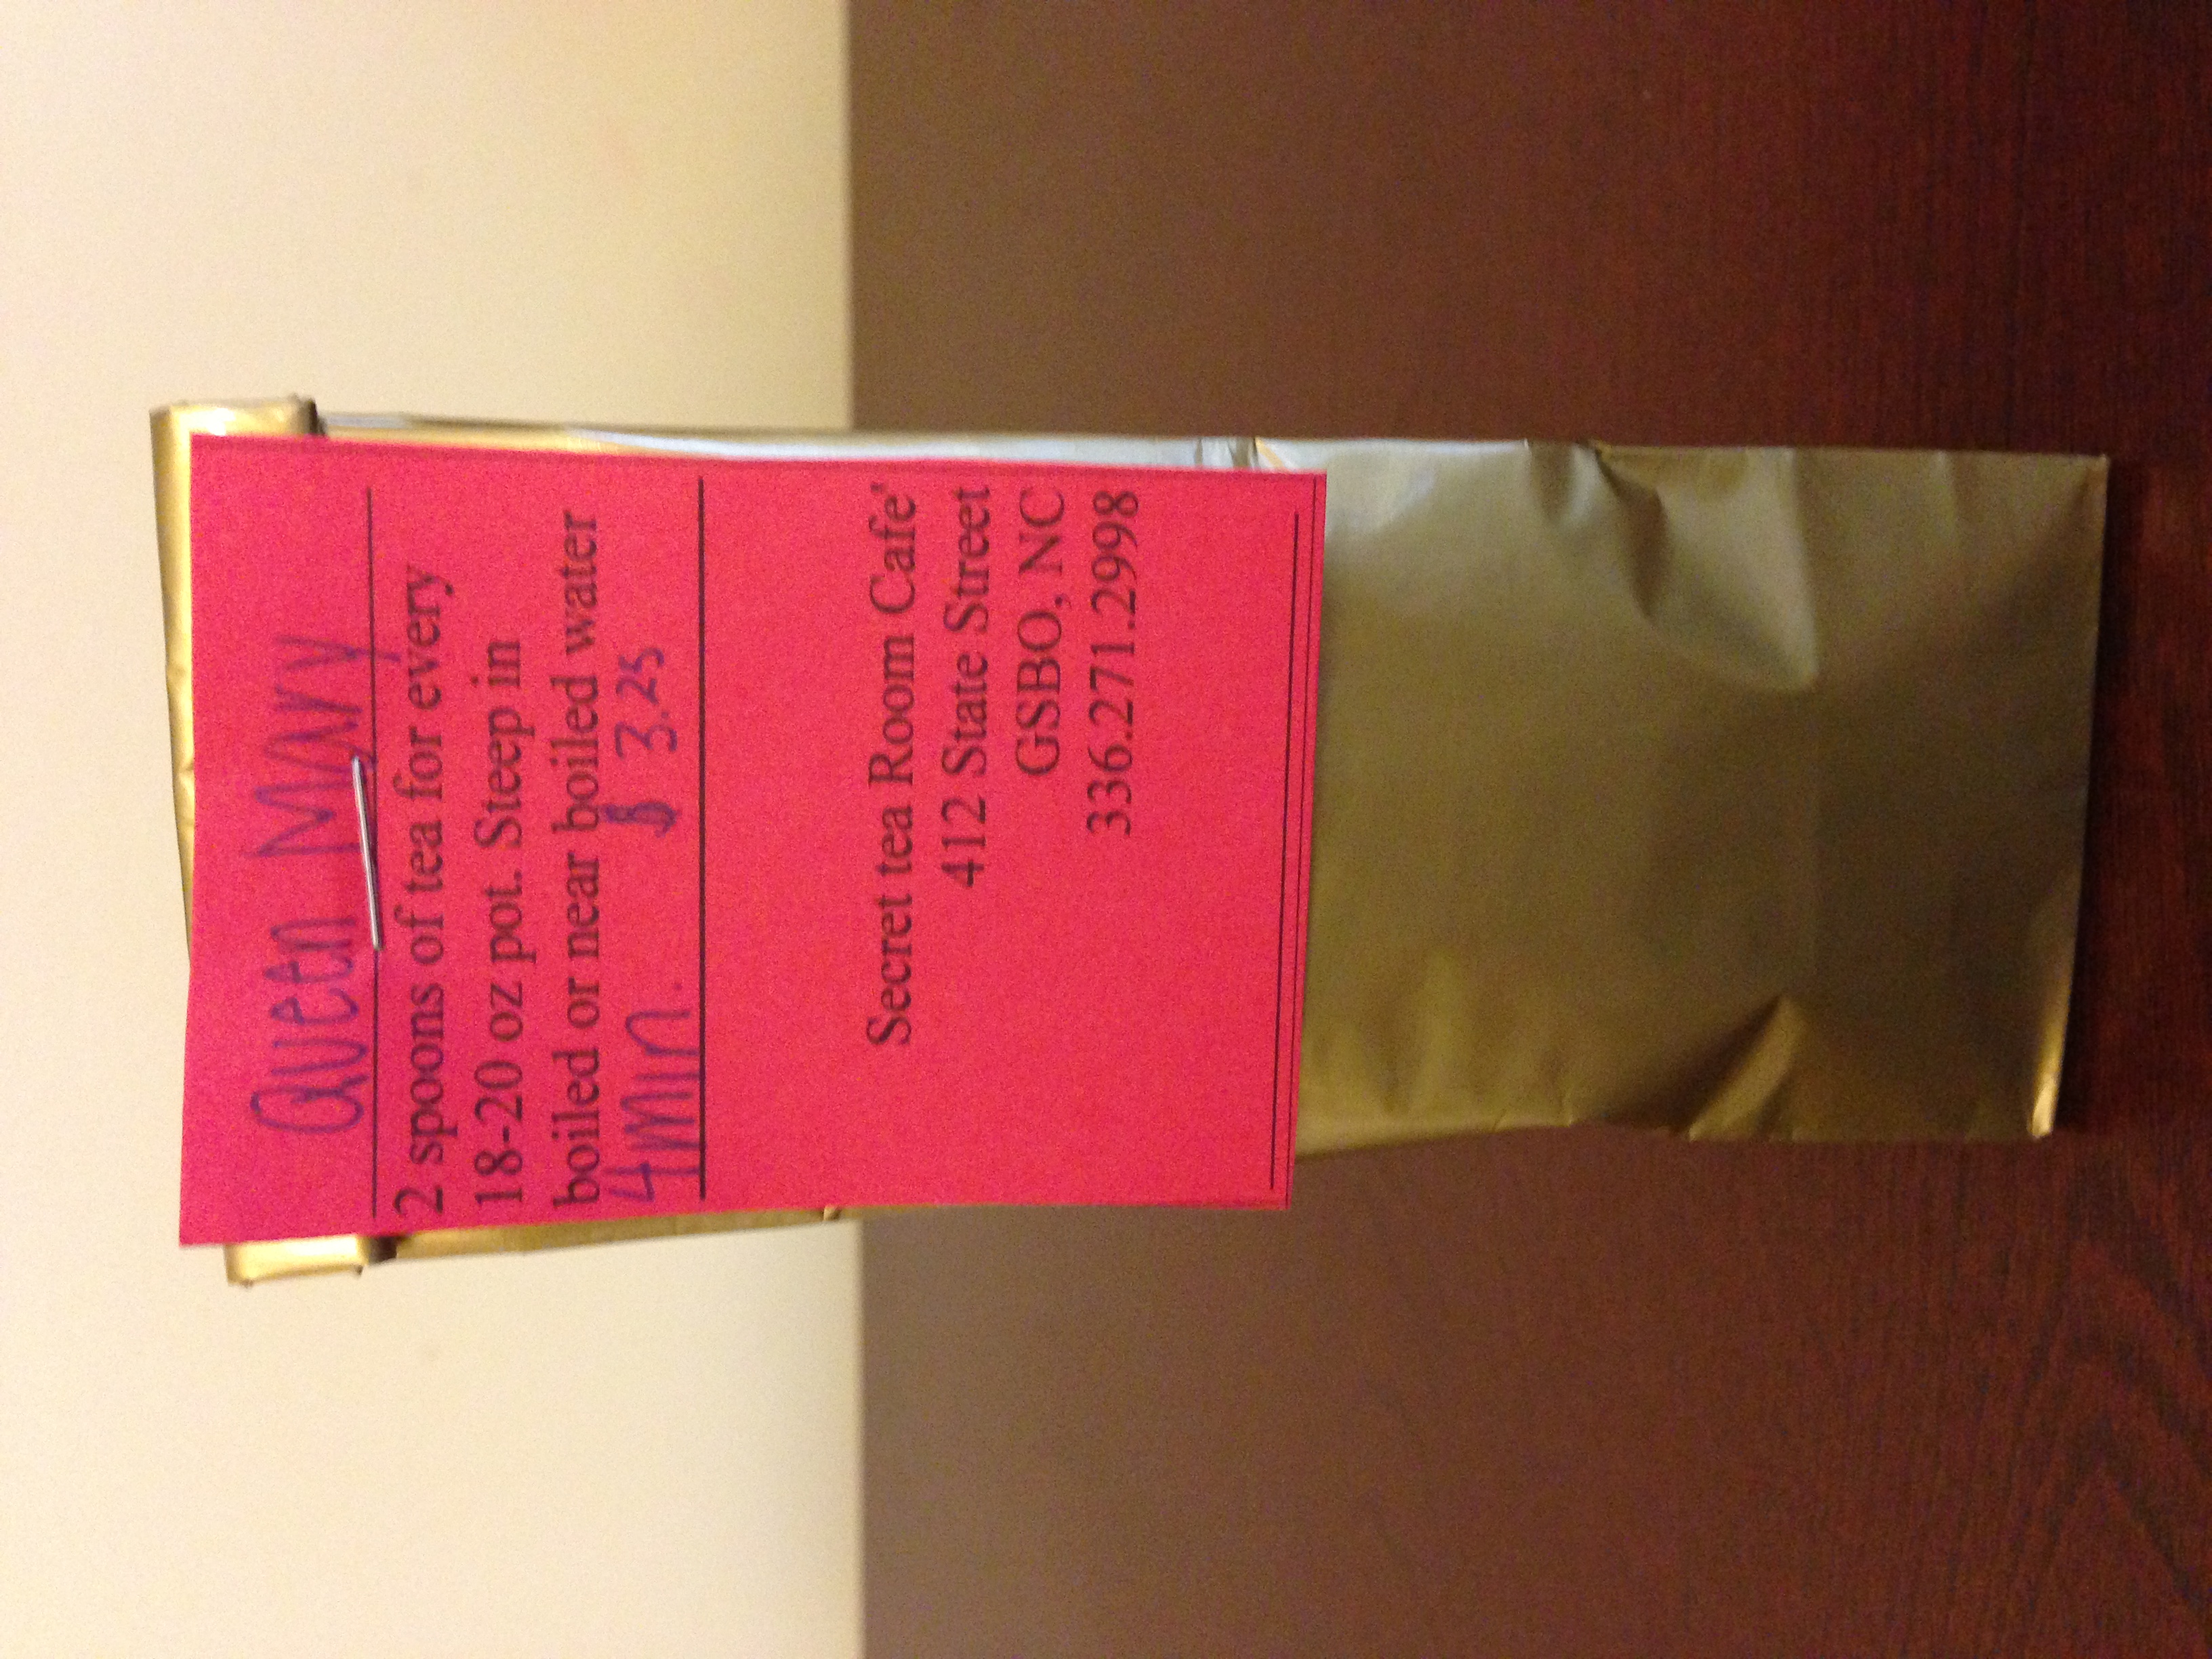 Queen Mary
2 spoons of tea for every
18-20 oz pot. Steep in
boiled or near boiled water
4 min. $ 3.25
Secret tea Room Cafe'
412 State Street
GSBO, NC
336.271.2998